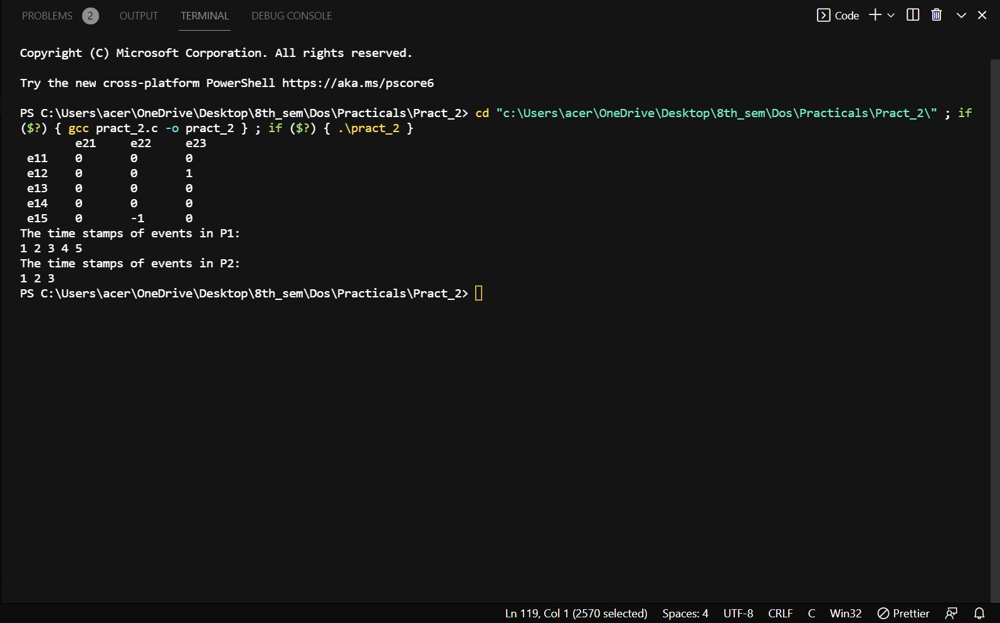 PROBLEMS 2 OUTPUT TERMINAL DEBUG CONSOLE Code
Copyright (C) Microsoft Corporation. All rights reserved.
Try the new cross-platform PowerShell https://aka.ms/pscore6
PS C:\Users\acer\OneDrive\Desktop\8th_sem\Dos\Practicals\Pract_2> cd "c:\Users\acer\OneDrive\Desktop\8th_sem\Dos\Practicals\Pract_2\" ; if
($?) { gcc pract_2.c -o pract_2 } ; if ($?) { .\pract_2 }
e21 e22 e23
e11 0 0 0
e12 0 0 1
e13 0 0 0
e14 0 0 0
e15 0 -1 0
The time stamps of events in P1:
1 2 3 4 5
The time stamps of events in P2:
1 2 3
PS C:\Users\acer\OneDrive\Desktop\8th_sem\Dos\Practicals\Pract_2>
Ln 119, Col 1 (2570 selected) Spaces: 4 UTF-8 CRLF C Win32 Prettier